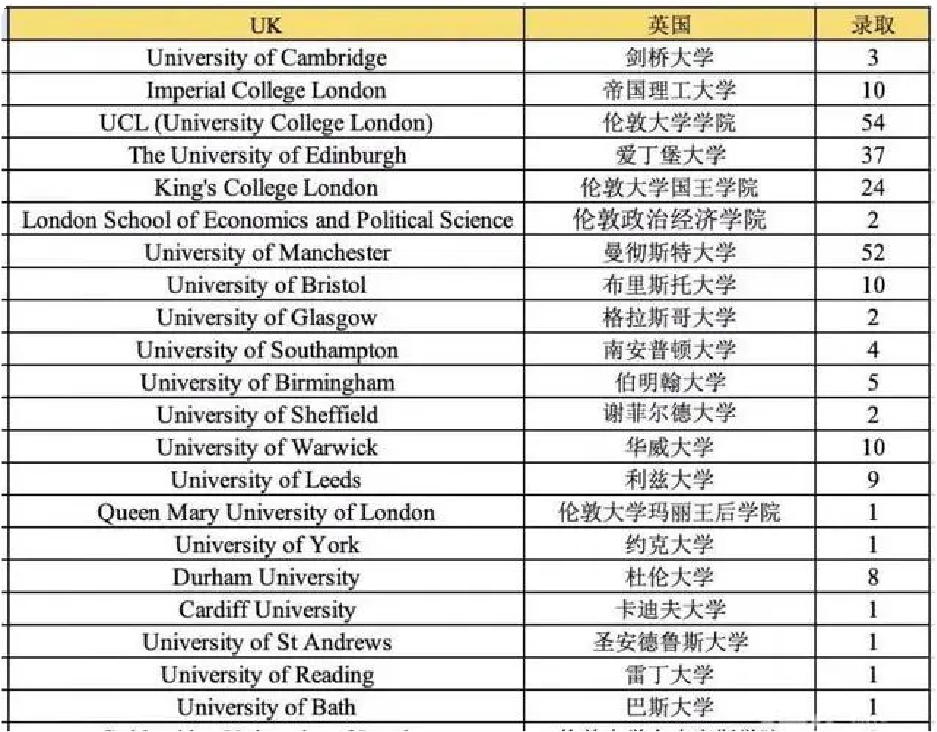 UK 英国 录取
University of Cambridge 剑桥大学 3
Imperial College London 帝国理工大学 10
UCL (University College London) 伦敦大学学院 54
The University of Edinburgh 爱丁堡大学 37
King's College London 伦敦大学国王学院 24
London School of Economics and Political Science 伦敦政治经济学院 2
University of Manchester 曼彻斯特大学 52
University of Bristol 布里斯托大学 10
University of Glasgow 格拉斯哥大学 2
University of Southampton 南安普顿大学 4
University of Birmingham 伯明翰大学 5
University of Sheffield 谢菲尔德大学 2
University of Warwick 华威大学 10
University of Leeds 利兹大学 9
Queen Mary University of London 伦敦大学玛丽王后学院 1
University of York 约克大学 1
Durham University 杜伦大学 8
Cardiff University 卡迪夫大学 1
University of St Andrews 圣安德鲁斯大学 1
University of Reading 雷丁大学 1
University of Bath 巴斯大学 1